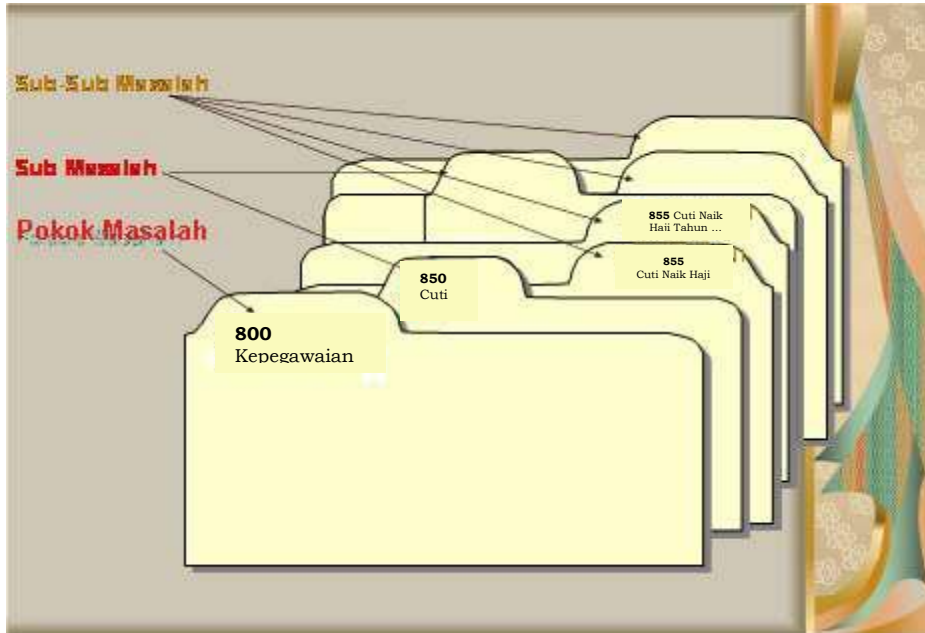 Sub-Sub Masalah
Sub Masalah
Pokok Masalah
855 Cuti Naik
Haji Tahun ...
855
Cuti Naik Haji
850
Cuti
800
Kepegawaian